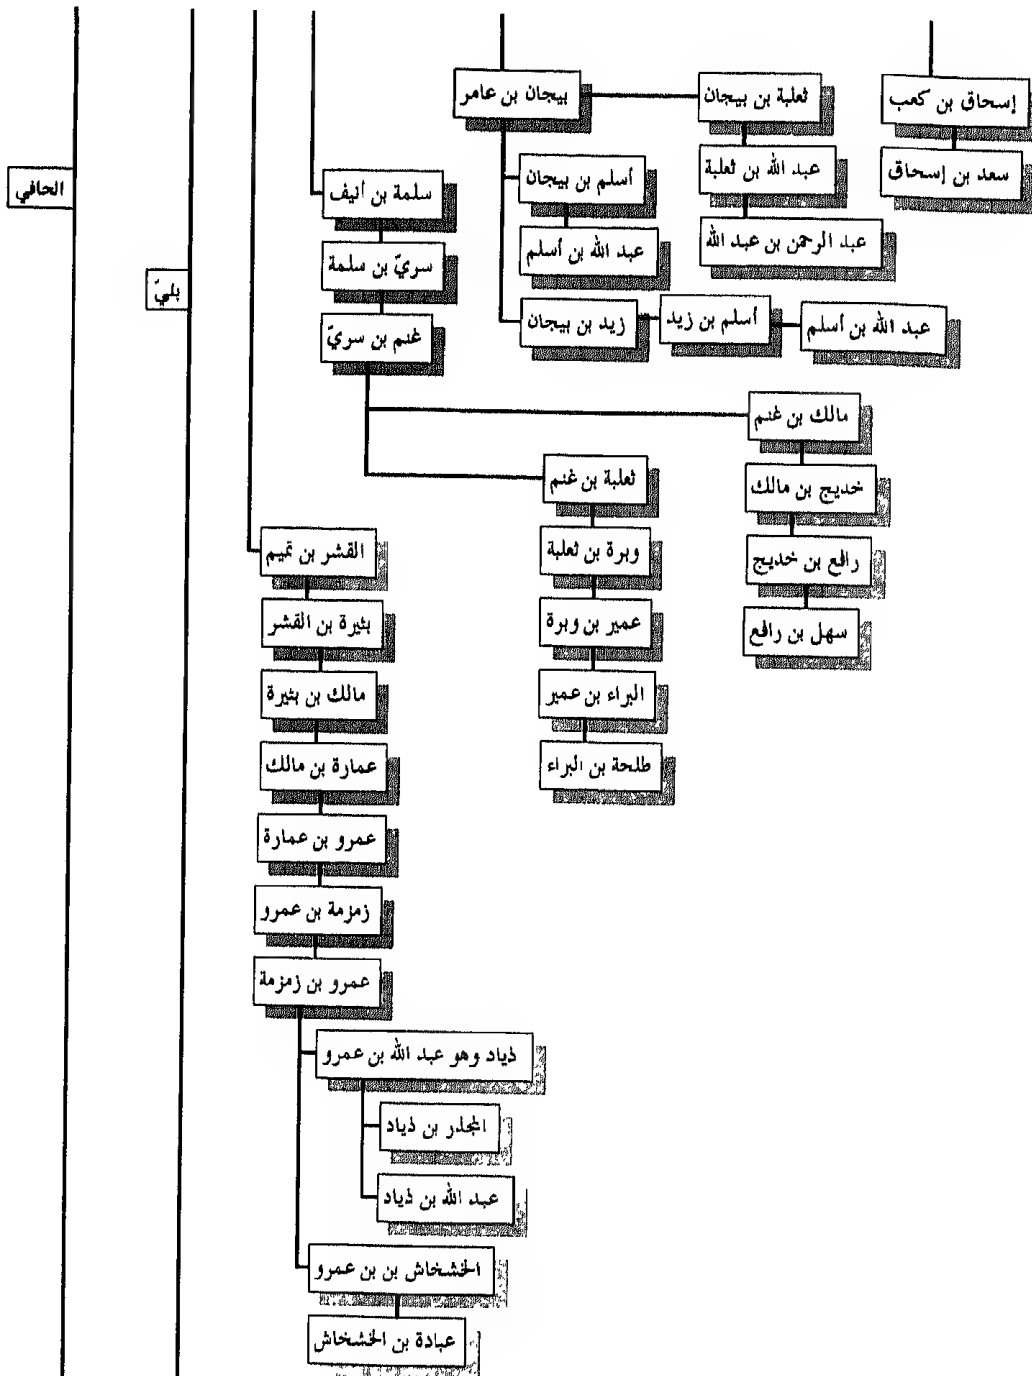 إسحاق بن كعب
سعد بن إسحاق
بيجان بن عامر
ثعلبة بن بيجان
عبد الله بن ثعلبة
عبد الرحمن بن عبد الله
أسلم بن بيجان
عبد الله بن أسلم
زيد بن بيجان
أسلم بن زيد
عبد الله بن أسلم
سلمة بن أنيف
سريّ بن سلمة
غنم بن سريّ
مالك بن غنم
خديج بن مالك
رافع بن خديج
سهل بن رافع
ثعلبة بن غنم
وبرة بن ثعلبة
عمير بن وبرة
البراء بن عمير
طلحة بن البراء
القشر بن تميم
بثيرة بن القشر
مالك بن بثيرة
عمارة بن مالك
عمرو بن عمارة
زمزمة بن عمرو
عمرو بن زمزمة
ذياد وهو عبد الله بن عمرو
المجذر بن ذياد
عبد الله بن ذياد
الخشخاش بن بن عمرو
عبادة بن الخشخاش
بليّ
الحافي